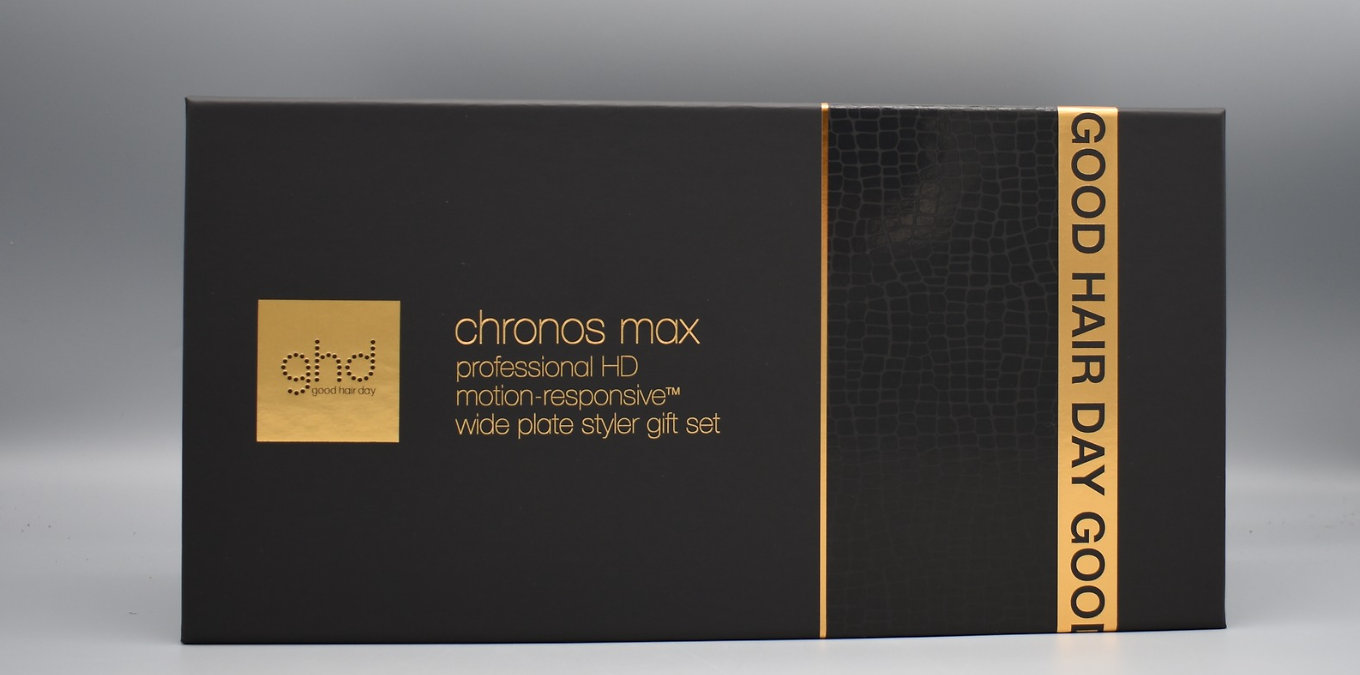 ghd
good hair day
chronos max
professional HD
motion-responsive™
wide plate styler gift set
GOOD HAIR DAY GOOD